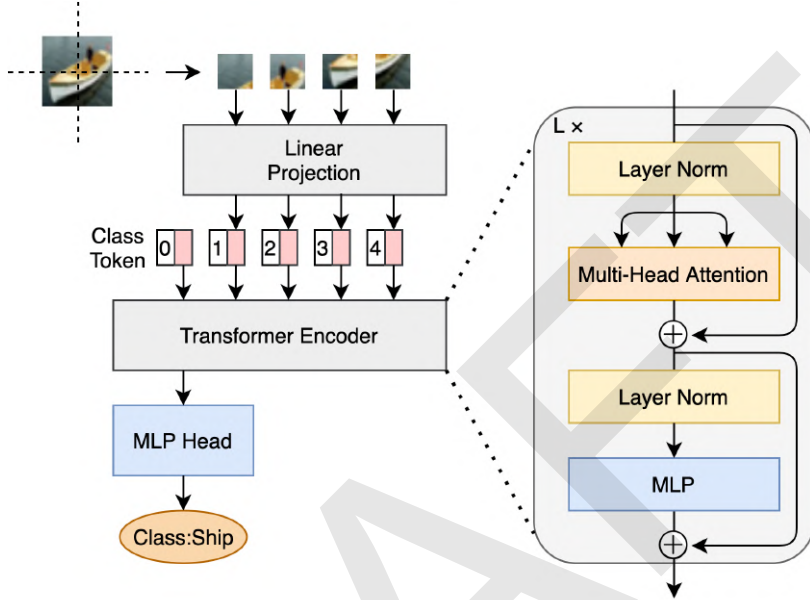 Linear
Projection
Class
Token
0
1
2
3
4
Transformer Encoder
MLP Head
Class:Ship
L ×
Layer Norm
Multi-Head Attention
Layer Norm
MLP